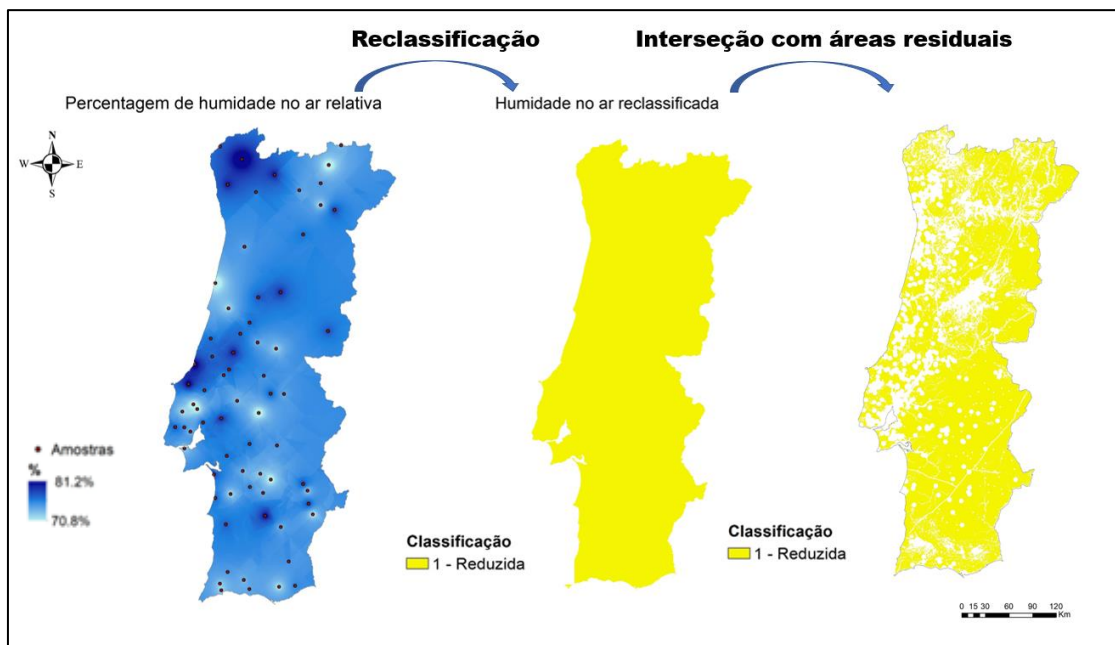 Reclassificação
Interseção com áreas residuais
Percentagem de humidade no ar relativa
Humidade no ar reclassificada
N
W E
S
Amostras
%
81.2%
70.8%
Classificação
1 - Reduzida
Classificação
1 - Reduzida
0 15 30 60 90 120
Km